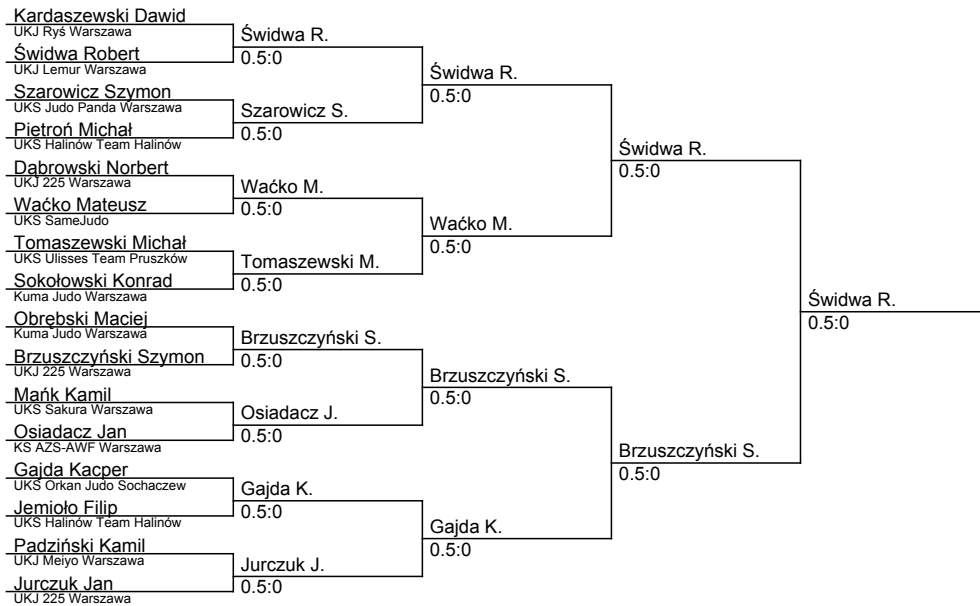 Kardaszewski Dawid
UKJ Ryś Warszawa
Świdwa Robert
UKJ Lemur Warszawa
Szarowicz Szymon
UKS Judo Panda Warszawa
Pietroń Michał
UKS Halinów Team Halinów
Dąbrowski Norbert
UKJ 225 Warszawa
Waćko Mateusz
UKS SameJudo
Tomaszewski Michał
UKS Ulisses Team Pruszków
Sokołowski Konrad
Kuma Judo Warszawa
Obrębski Maciej
Kuma Judo Warszawa
Brzuszczyński Szymon
UKJ 225 Warszawa
Mańk Kamil
UKS Sakura Warszawa
Osiadacz Jan
KS AZS-AWF Warszawa
Gajda Kacper
UKS Orkan Judo Sochaczew
Jemioło Filip
UKS Halinów Team Halinów
Padziński Kamil
UKJ Meiyo Warszawa
Jurczuk Jan
UKJ 225 Warszawa
Świdwa R.
0.5:0
Szarowicz S.
0.5:0
Waćko M.
0.5:0
Tomaszewski M.
0.5:0
Brzuszczyński S.
0.5:0
Osiadacz J.
0.5:0
Gajda K.
0.5:0
Jurczuk J.
0.5:0
Świdwa R.
0.5:0
Waćko M.
0.5:0
Brzuszczyński S.
0.5:0
Gajda K.
0.5:0
Świdwa R.
0.5:0
Brzuszczyński S.
0.5:0
Świdwa R.
0.5:0